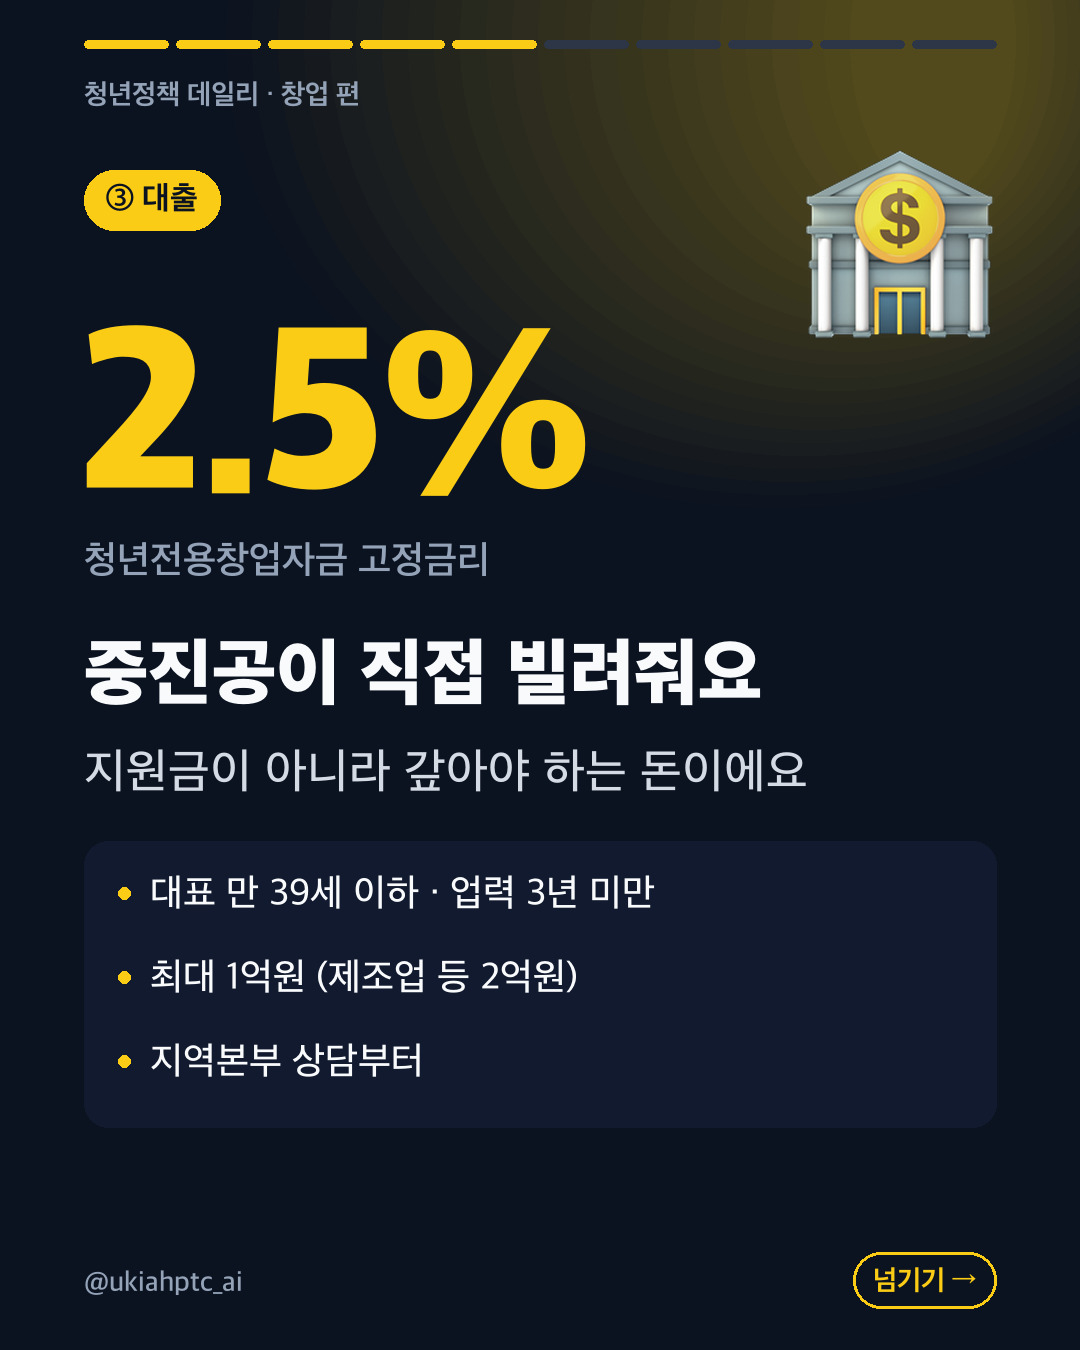 청년정책 데일리 · 창업 편
③ 대출
$
2.5%
청년전용창업자금 고정금리
중진공이 직접 빌려줘요
지원금이 아니라 갚아야 하는 돈이에요
• 대표 만 39세 이하 · 업력 3년 미만
• 최대 1억원 (제조업 등 2억원)
• 지역본부 상담부터
@ukiahptc_ai
넘기기 →